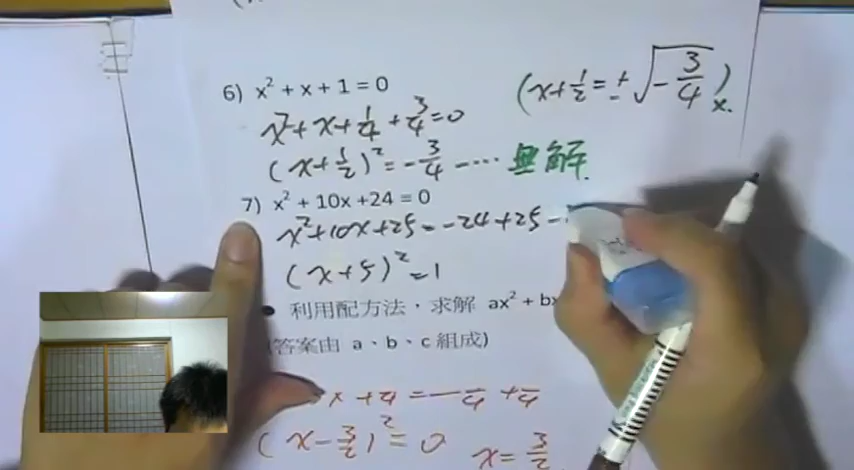 6) x² + x + 1 = 0
(x+½=±√-3/4)
x.
x²+x+¼+¾=0
(x+½)²=-¾ ----- 無解.
7) x² + 10x +24 = 0
x²+10x+25=-24+25
(x+5)²=1
● 利用配方法,求解 ax² + bx
(答案由 a、b、c 組成)
(x-3/2)²=0 x=3/2